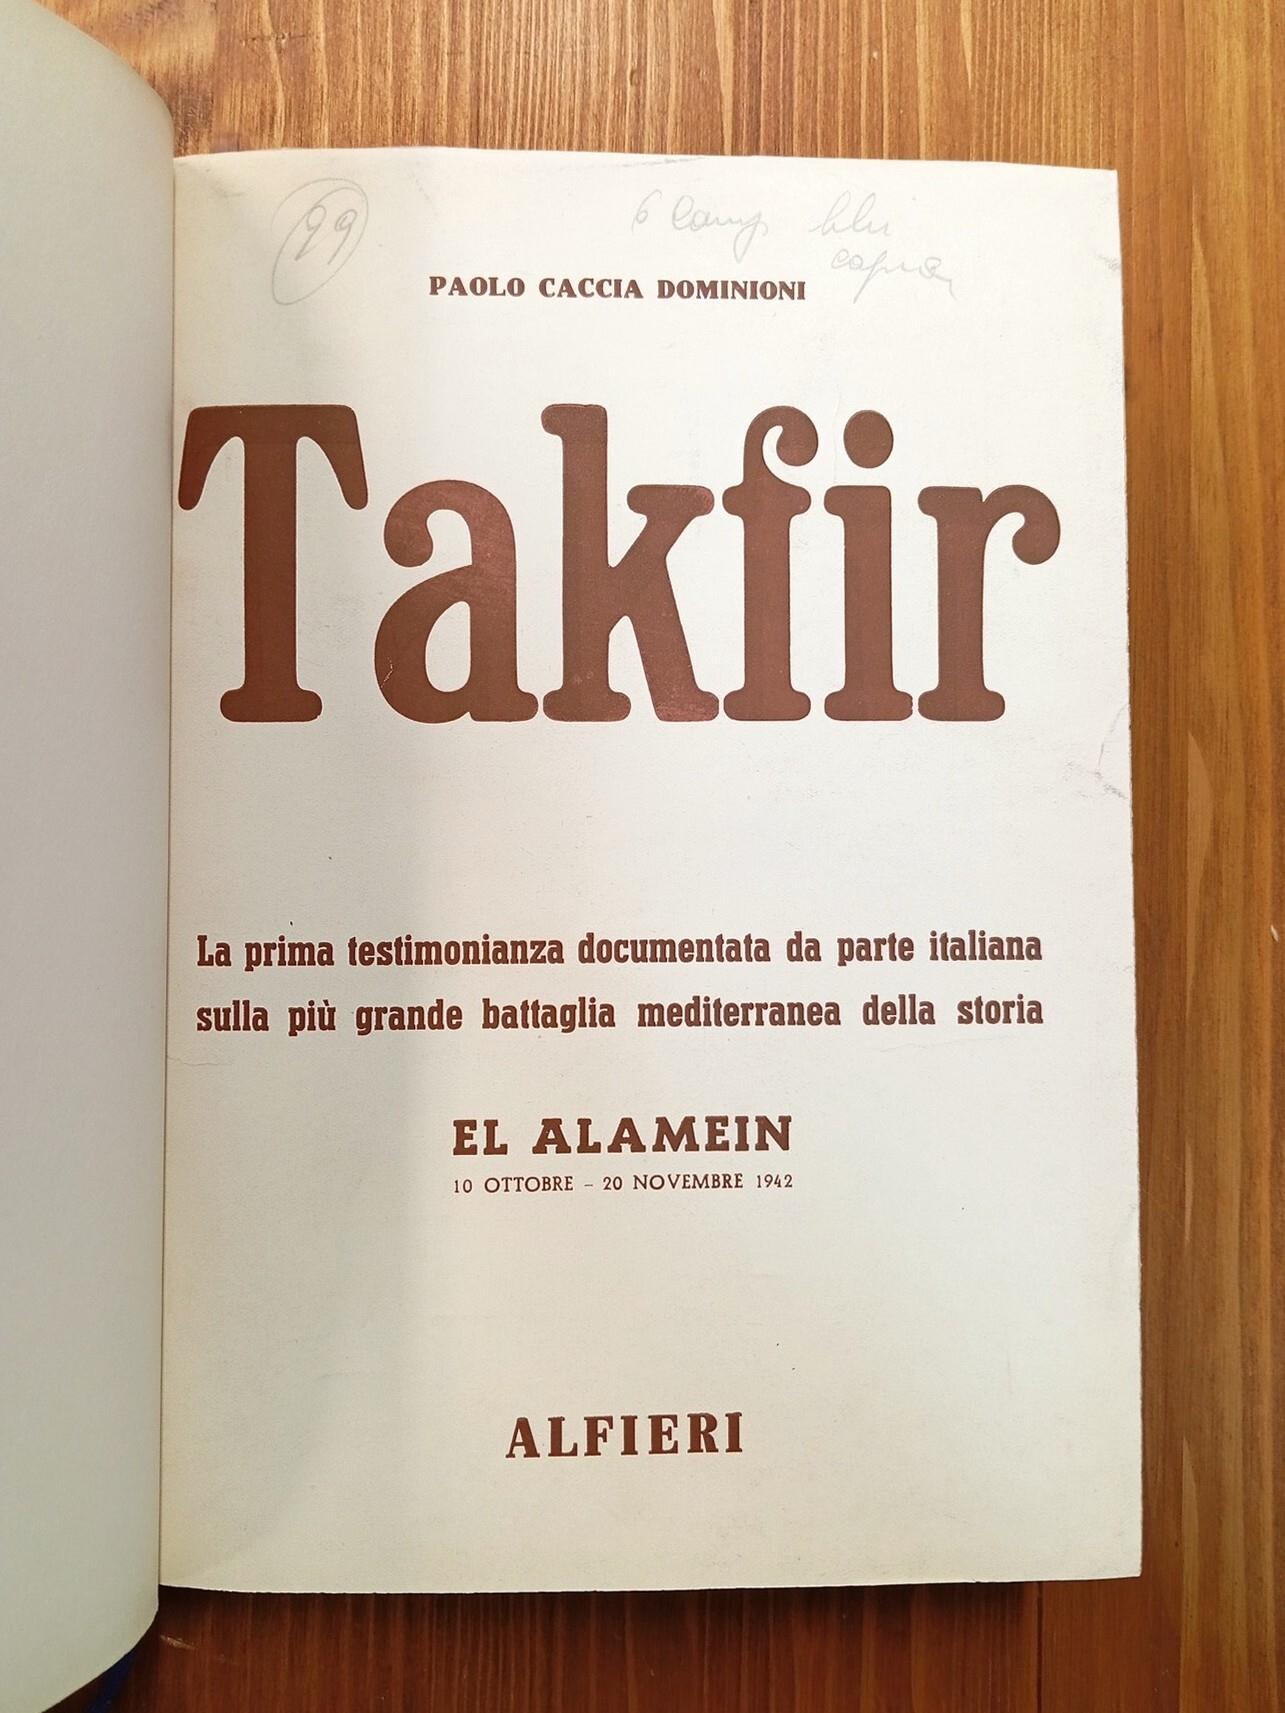 99
PAOLO CACCIA DOMINIONI
Takfir
La prima testimonianza documentata da parte italiana
sulla più grande battaglia mediterranea della storia
EL ALAMEIN
10 OTTOBRE - 20 NOVEMBRE 1942
ALFIERI